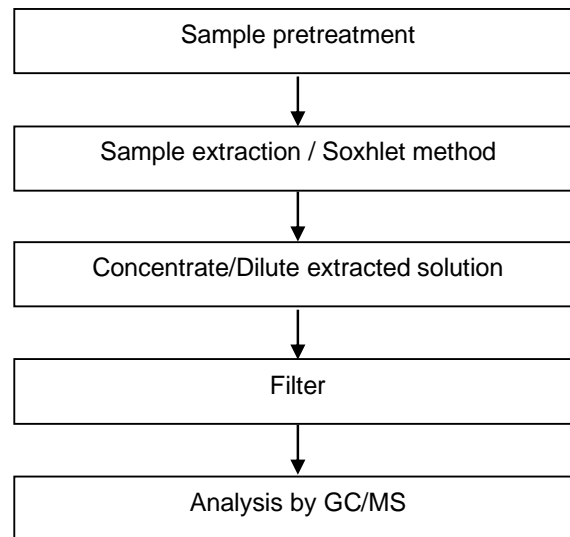 Sample pretreatment
Sample extraction / Soxhlet method
Concentrate/Dilute extracted solution
Filter
Analysis by GC/MS